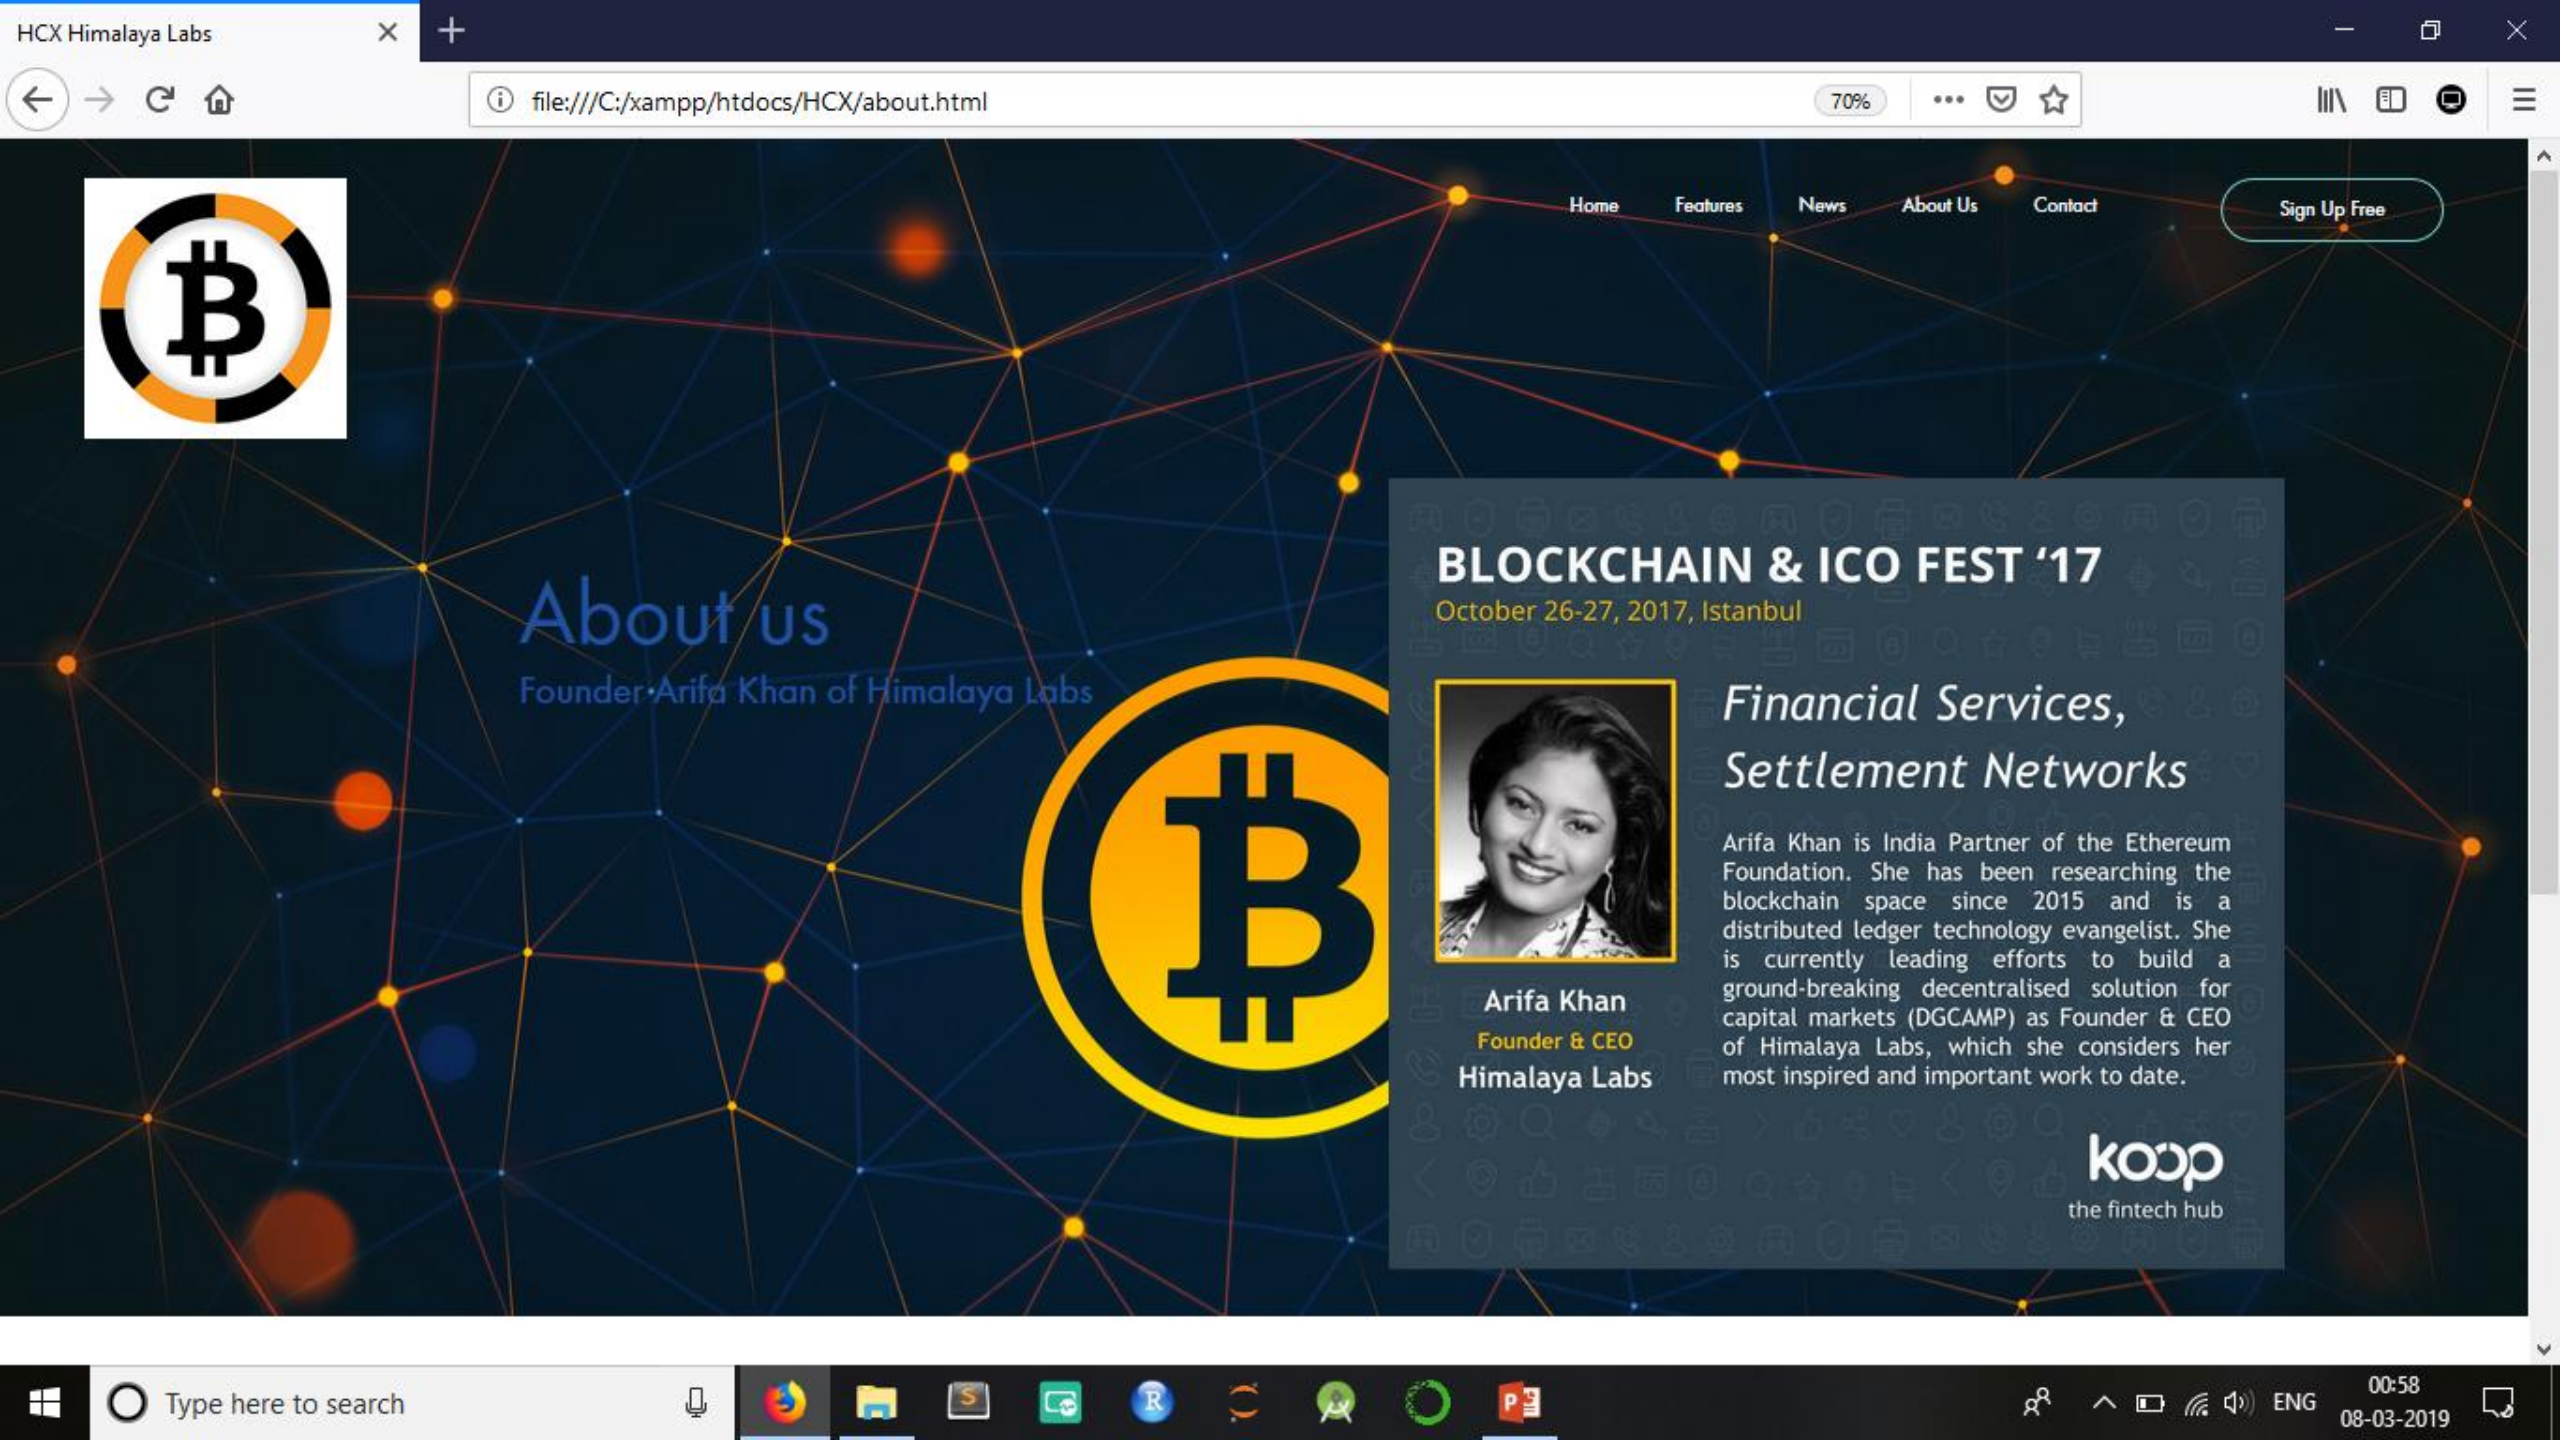 HCX Himalaya Labs
file:///C:/xampp/htdocs/HCX/about.html
70%
Home Features News About Us Contact Sign Up Free
About us
Founder Arifa Khan of Himalaya Labs
BLOCKCHAIN & ICO FEST ‘17
October 26-27, 2017, Istanbul
Financial Services,
Settlement Networks
Arifa Khan is India Partner of the Ethereum
Foundation. She has been researching the
blockchain space since 2015 and is a
distributed ledger technology evangelist. She
is currently leading efforts to build a
ground-breaking decentralised solution for
capital markets (DGCAMP) as Founder & CEO
of Himalaya Labs, which she considers her
most inspired and important work to date.
Arifa Khan
Founder & CEO
Himalaya Labs
koop
the fintech hub
Type here to search
ENG
00:58
08-03-2019